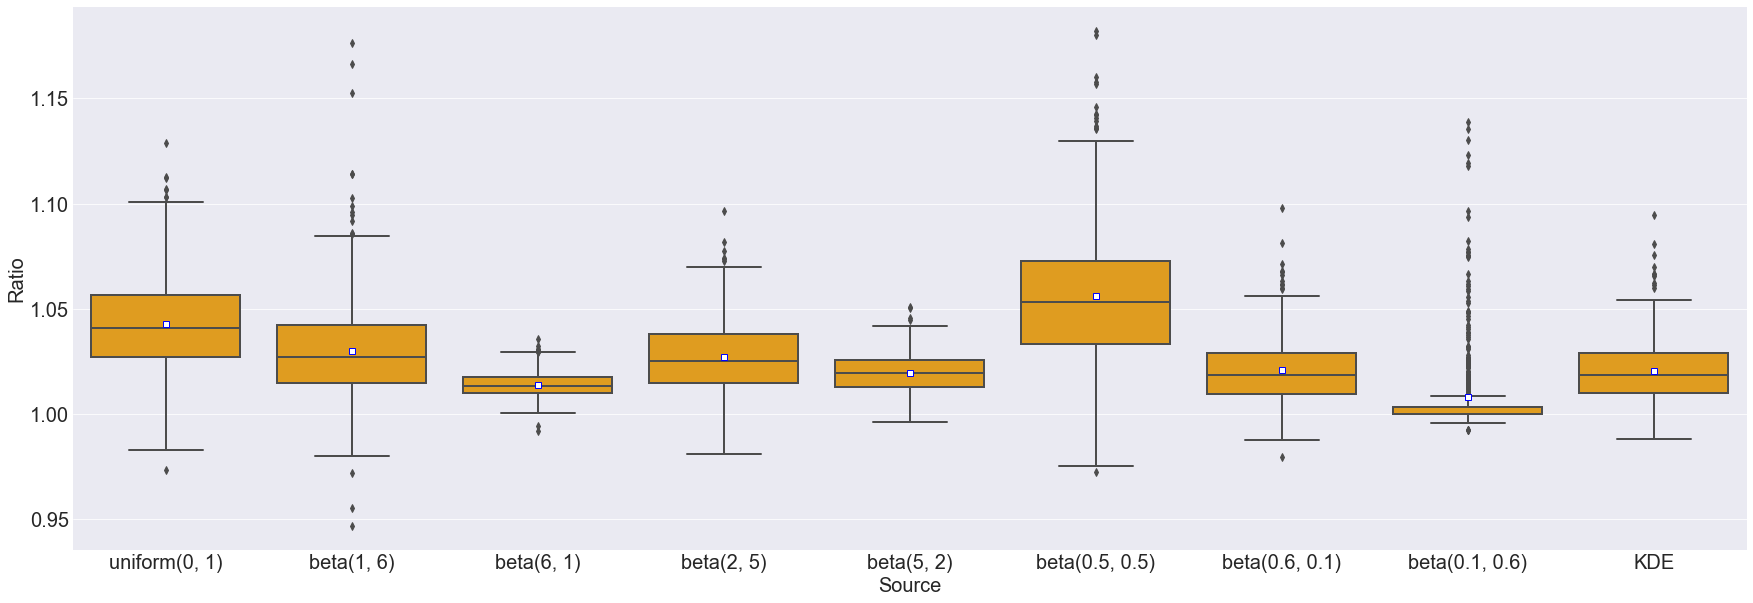 Ratio
1.15
1.10
1.05
1.00
0.95
uniform(0, 1) beta(1, 6) beta(6, 1) beta(2, 5) beta(5, 2) beta(0.5, 0.5) beta(0.6, 0.1) beta(0.1, 0.6) KDE
Source